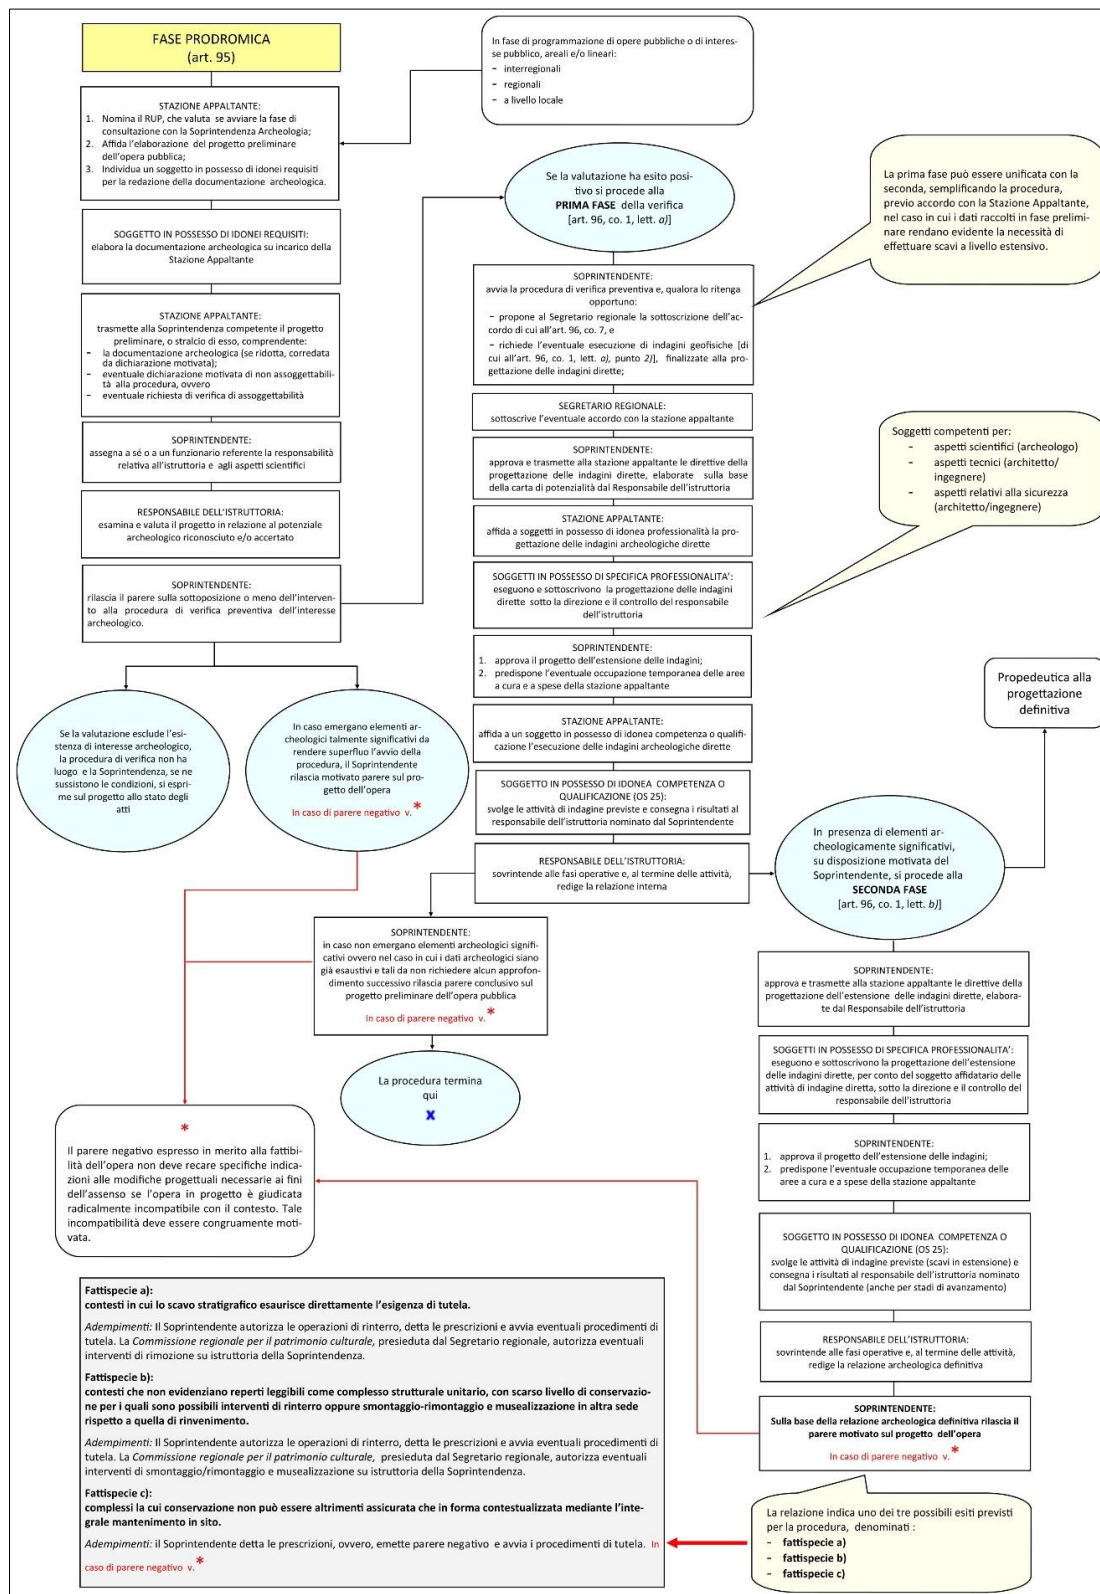 FASE PRODROMICA
(art. 95)
In fase di programmazione di opere pubbliche o di interes-
se pubblico, areali e/o lineari:
– interregionali
– regionali
– a livello locale
STAZIONE APPALTANTE:
1. Nomina il RUP, che valuta se avviare la fase di
consultazione con la Soprintendenza Archeologia;
2. Affida l'elaborazione del progetto preliminare
dell'opera pubblica;
3. Individua un soggetto in possesso di idonei requisiti
per la redazione della documentazione archeologica.
SOGGETTO IN POSSESSO DI IDONEI REQUISITI:
elabora la documentazione archeologica su incarico della
Stazione Appaltante
STAZIONE APPALTANTE:
trasmette alla Soprintendenza competente il progetto
preliminare, o stralcio di esso, comprendente:
– la documentazione archeologica (se ridotta, corredata
da dichiarazione motivata);
– eventuale dichiarazione motivata di non assoggettabili-
tà alla procedura, ovvero
– eventuale richiesta di verifica di assoggettabilità
SOPRINTENDENTE:
assegna a sé o a un funzionario referente la responsabilità
relativa all'istruttoria e agli aspetti scientifici
RESPONSABILE DELL'ISTRUTTORIA:
esamina e valuta il progetto in relazione al potenziale
archeologico riconosciuto e/o accertato
SOPRINTENDENTE:
rilascia il parere sulla sottoposizione o meno dell'interven-
to alla procedura di verifica preventiva dell'interesse
archeologico.
Se la valutazione esclude l'esi-
stenza di interesse archeologico,
la procedura di verifica non ha
luogo e la Soprintendenza, se ne
sussistono le condizioni, si espri-
me sul progetto allo stato degli
atti
In caso emergano elementi ar-
cheologici talmente significativi da
rendere superfluo l'avvio della
procedura, il Soprintendente
rilascia motivato parere sul pro-
getto dell'opera
In caso di parere negativo v. *
Se la valutazione ha esito posi-
tivo si procede alla
PRIMA FASE della verifica
[art. 96, co. 1, lett. a)]
La prima fase può essere unificata con la
seconda, semplificando la procedura,
previo accordo con la Stazione Appaltante,
nel caso in cui i dati raccolti in fase prelimi-
nare rendano evidente la necessità di
effettuare scavi a livello estensivo.
SOPRINTENDENTE:
avvia la procedura di verifica preventiva e, qualora lo ritenga
opportuno:
– propone al Segretario regionale la sottoscrizione dell'ac-
cordo di cui all'art. 96, co. 7, e
– richiede l'eventuale esecuzione di indagini geofisiche [di
cui all'art. 96, co. 1, lett. a), punto 2)], finalizzate alla pro-
gettazione delle indagini dirette;
SEGRETARIO REGIONALE:
sottoscrive l'eventuale accordo con la stazione appaltante
SOPRINTENDENTE:
approva e trasmette alla stazione appaltante le direttive della
progettazione delle indagini dirette, elaborate sulla base
della carta di potenzialità dal Responsabile dell'istruttoria
STAZIONE APPALTANTE:
affida a soggetti in possesso di idonea professionalità la pro-
gettazione delle indagini archeologiche dirette
SOGGETTI IN POSSESSO DI SPECIFICA PROFESSIONALITA':
eseguono e sottoscrivono la progettazione delle indagini
dirette sotto la direzione e il controllo del responsabile
dell'istruttoria
Soggetti competenti per:
- aspetti scientifici (archeologo)
- aspetti tecnici (architetto/
ingegnere)
- aspetti relativi alla sicurezza
(architetto/ingegnere)
SOPRINTENDENTE:
1. approva il progetto dell'estensione delle indagini;
2. predispone l'eventuale occupazione temporanea delle aree
a cura e a spese della stazione appaltante
STAZIONE APPALTANTE:
affida a un soggetto in possesso di idonea competenza o qualifi-
cazione l'esecuzione delle indagini archeologiche dirette
SOGGETTO IN POSSESSO DI IDONEA COMPETENZA O
QUALIFICAZIONE (OS 25):
svolge le attività di indagine previste e consegna i risultati al
responsabile dell'istruttoria nominato dal Soprintendente
RESPONSABILE DELL'ISTRUTTORIA:
sovrintende alle fasi operative e, al termine delle attività,
redige la relazione interna
Propedeutica alla
progettazione
definitiva
In presenza di elementi ar-
cheologicamente significativi,
su disposizione motivata del
Soprintendente, si procede alla
SECONDA FASE
[art. 96, co. 1, lett. b)]
SOPRINTENDENTE:
in caso non emergano elementi archeologici signifi-
cativi ovvero nel caso in cui i dati archeologici siano
già esaustivi e tali da non richiedere alcun approfon-
dimento successivo rilascia parere conclusivo sul
progetto preliminare dell'opera pubblica
In caso di parere negativo v. *
La procedura termina
qui
x
SOPRINTENDENTE:
approva e trasmette alla stazione appaltante le direttive della
progettazione dell'estensione delle indagini dirette, elabora-
te dal Responsabile dell'istruttoria
SOGGETTI IN POSSESSO DI SPECIFICA PROFESSIONALITA':
eseguono e sottoscrivono la progettazione dell'estensione
delle indagini dirette, per conto del soggetto affidatario delle
attività di indagine diretta, sotto la direzione e il controllo del
responsabile dell'istruttoria
SOPRINTENDENTE:
1. approva il progetto dell'estensione delle indagini;
2. predispone l'eventuale occupazione temporanea delle
aree a cura e a spese della stazione appaltante
SOGGETTO IN POSSESSO DI IDONEA COMPETENZA O
QUALIFICAZIONE (OS 25):
svolge le attività di indagine previste (scavi in estensione) e
consegna i risultati al responsabile dell'istruttoria nominato
dal Soprintendente (anche per stadi di avanzamento)
RESPONSABILE DELL'ISTRUTTORIA:
sovrintende alle fasi operative e, al termine delle attività,
redige la relazione archeologica definitiva
SOPRINTENDENTE:
Sulla base della relazione archeologica definitiva rilascia il
parere motivato sul progetto dell'opera
In caso di parere negativo v. *
La relazione indica uno dei tre possibili esiti previsti
per la procedura, denominati :
- fattispecie a)
- fattispecie b)
- fattispecie c)
*
Il parere negativo espresso in merito alla fattibi-
lità dell'opera non deve recare specifiche indica-
zioni alle modifiche progettuali necessarie ai fini
dell'assenso se l'opera in progetto è giudicata
radicalmente incompatibile con il contesto. Tale
incompatibilità deve essere congruamente moti-
vata.
Fattispecie a):
contesti in cui lo scavo stratigrafico esaurisce direttamente l'esigenza di tutela.
Adempimenti: Il Soprintendente autorizza le operazioni di rinterro, detta le prescrizioni e avvia eventuali procedimenti di
tutela. La Commissione regionale per il patrimonio culturale, presieduta dal Segretario regionale, autorizza eventuali
interventi di rimozione su istruttoria della Soprintendenza.
Fattispecie b):
contesti che non evidenziano reperti leggibili come complesso strutturale unitario, con scarso livello di conservazio-
ne per i quali sono possibili interventi di rinterro oppure smontaggio-rimontaggio e musealizzazione in altra sede
rispetto a quella di rinvenimento.
Adempimenti: Il Soprintendente autorizza le operazioni di rinterro, detta le prescrizioni e avvia eventuali procedimenti di
tutela. La Commissione regionale per il patrimonio culturale, presieduta dal Segretario regionale, autorizza eventuali
interventi di smontaggio/rimontaggio e musealizzazione su istruttoria della Soprintendenza.
Fattispecie c):
complessi la cui conservazione non può essere altrimenti assicurata che in forma contestualizzata mediante l'inte-
grale mantenimento in sito.
Adempimenti: il Soprintendente detta le prescrizioni, ovvero, emette parere negativo e avvia i procedimenti di tutela. In
caso di parere negativo v. *